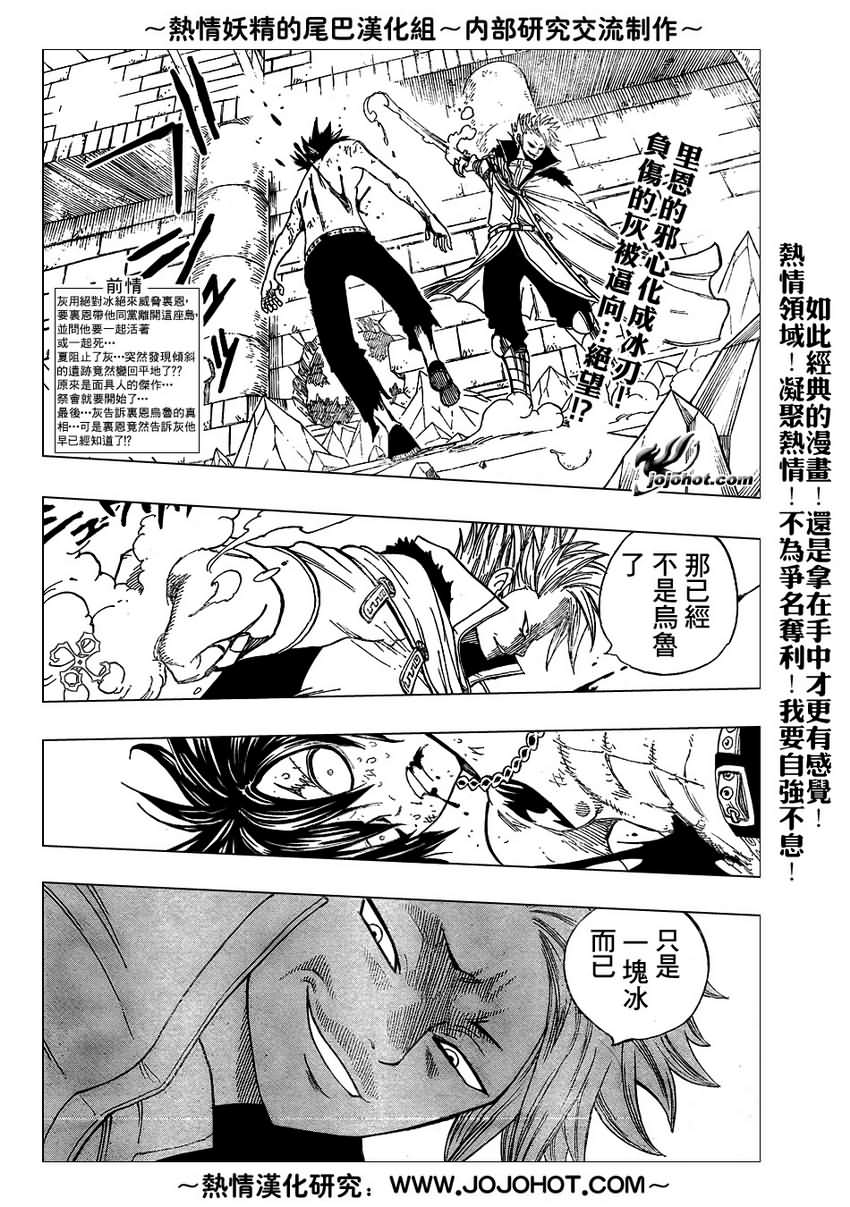 ～熱情妖精的尾巴漢化組～内部研究交流制作～
里恩的邪心化成冰刃!!
負傷的灰被逼向…絕望!?
前情
灰用絕對冰絕來威脅裏恩,
要裏恩帶他同黨離開這座島,
並問他要一起活著
或一起死…
夏阻止了灰…突然發現傾斜
的遺跡竟然變回平地了??
原來是面具人的傑作…
祭會就要開始了…
最後…灰告訴裏恩烏魯的真
相…可是裏恩竟然告訴灰他
早已經知道了!?
jojohot.com
如此經典的漫畫！還是拿在手中才更有感覺！
熱情領域！凝聚熱情！不為爭名奪利！我要自強不息！
那已經
不是烏魯
了
只是
一塊冰
而已
～熱情漢化研究：WWW.JOJOHOT.COM～